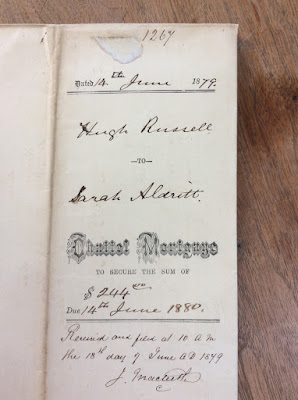 1267
Dated 14th June 1879.
Hugh Russell
—TO—
Sarah Aldritt.
Chattel Mortgage
TO SECURE THE SUM OF
$ 244
Due 14th June 1880.
Received and filed at 10 A M
the 18th day of June AD 1879
J.